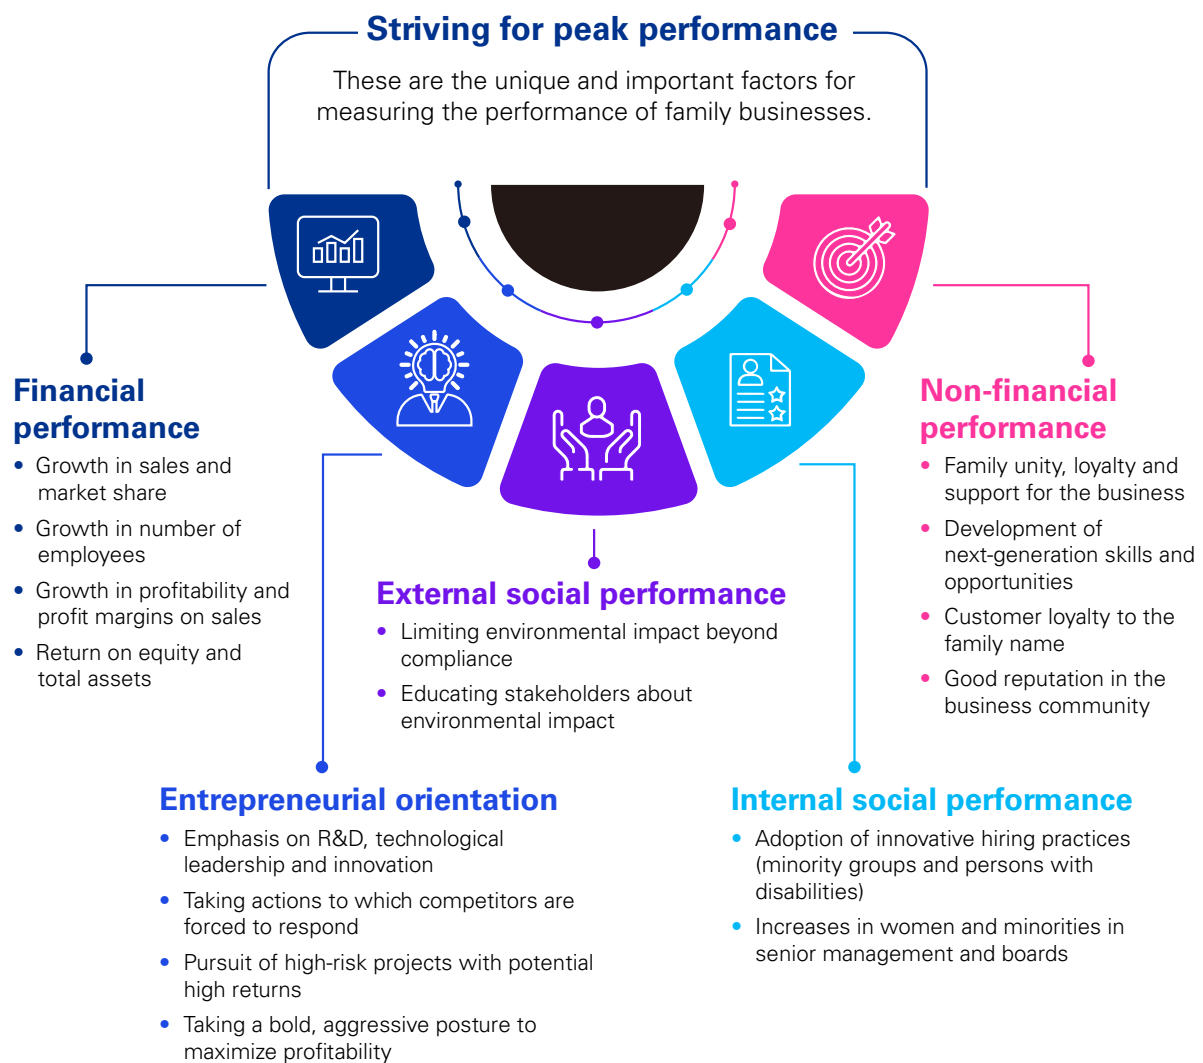 Striving for peak performance
These are the unique and important factors for
measuring the performance of family businesses.
Financial
performance
• Growth in sales and
market share
• Growth in number of
employees
• Growth in profitability and
profit margins on sales
• Return on equity and
total assets
Entrepreneurial orientation
• Emphasis on R&D, technological
leadership and innovation
• Taking actions to which competitors are
forced to respond
• Pursuit of high-risk projects with potential
high returns
• Taking a bold, aggressive posture to
maximize profitability
External social performance
• Limiting environmental impact beyond
compliance
• Educating stakeholders about
environmental impact
Internal social performance
• Adoption of innovative hiring practices
(minority groups and persons with
disabilities)
• Increases in women and minorities in
senior management and boards
Non-financial
performance
• Family unity, loyalty and
support for the business
• Development of
next-generation skills and
opportunities
• Customer loyalty to the
family name
• Good reputation in the
business community